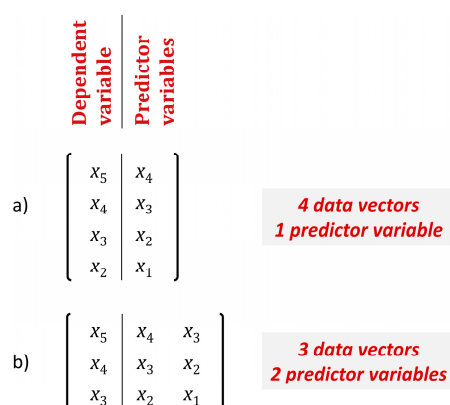 Dependent
variable
Predictor
variables
a)
x₅ x₄
x₄ x₃
x₃ x₂
x₂ x₁
4 data vectors
1 predictor variable
b)
x₅ x₄ x₃
x₄ x₃ x₂
x₃ x₂ x₁
3 data vectors
2 predictor variables